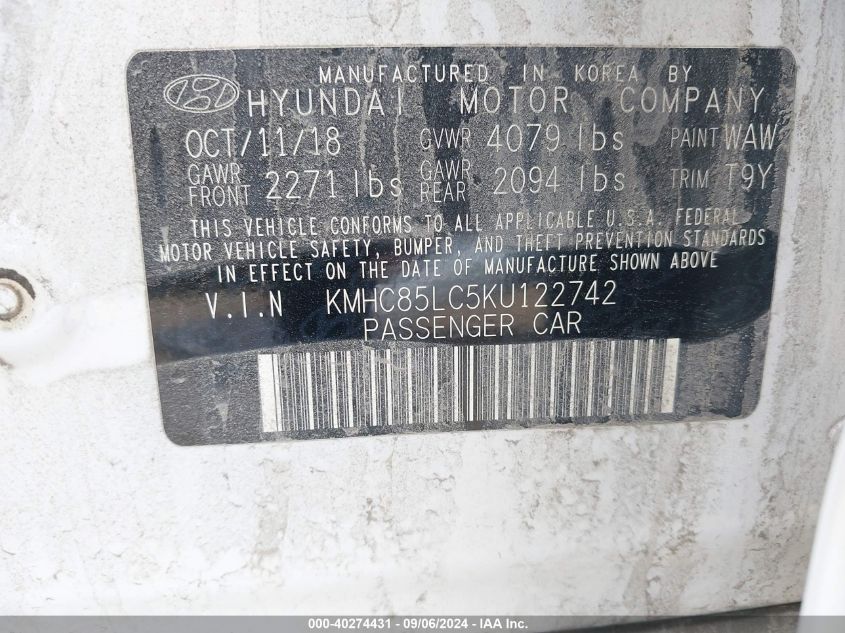 MANUFACTURED IN KOREA BY
HYUNDAI MOTOR COMPANY
OCT/11/18 GVWR 4079 lbs PAINT WAW
GAWR FRONT 2271 lbs GAWR REAR 2094 lbs TRIM T9Y
THIS VEHICLE CONFORMS TO ALL APPLICABLE U.S.A. FEDERAL
MOTOR VEHICLE SAFETY, BUMPER, AND THEFT PREVENTION STANDARDS
IN EFFECT ON THE DATE OF MANUFACTURE SHOWN ABOVE
V.I.N KMHC85LC5KU122742
PASSENGER CAR
000-40274431 - 09/06/2024 - IAA Inc.